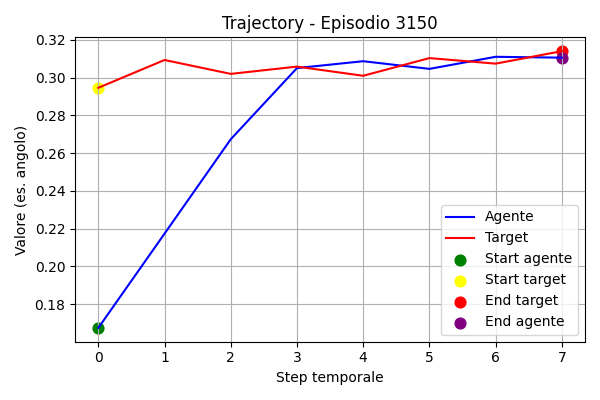 Trajectory - Episodio 3150
Valore (es. angolo)
0.32
0.30
0.28
0.26
0.24
0.22
0.20
0.18
0 1 2 3 4 5 6 7
Step temporale
Agente
Target
Start agente
Start target
End target
End agente